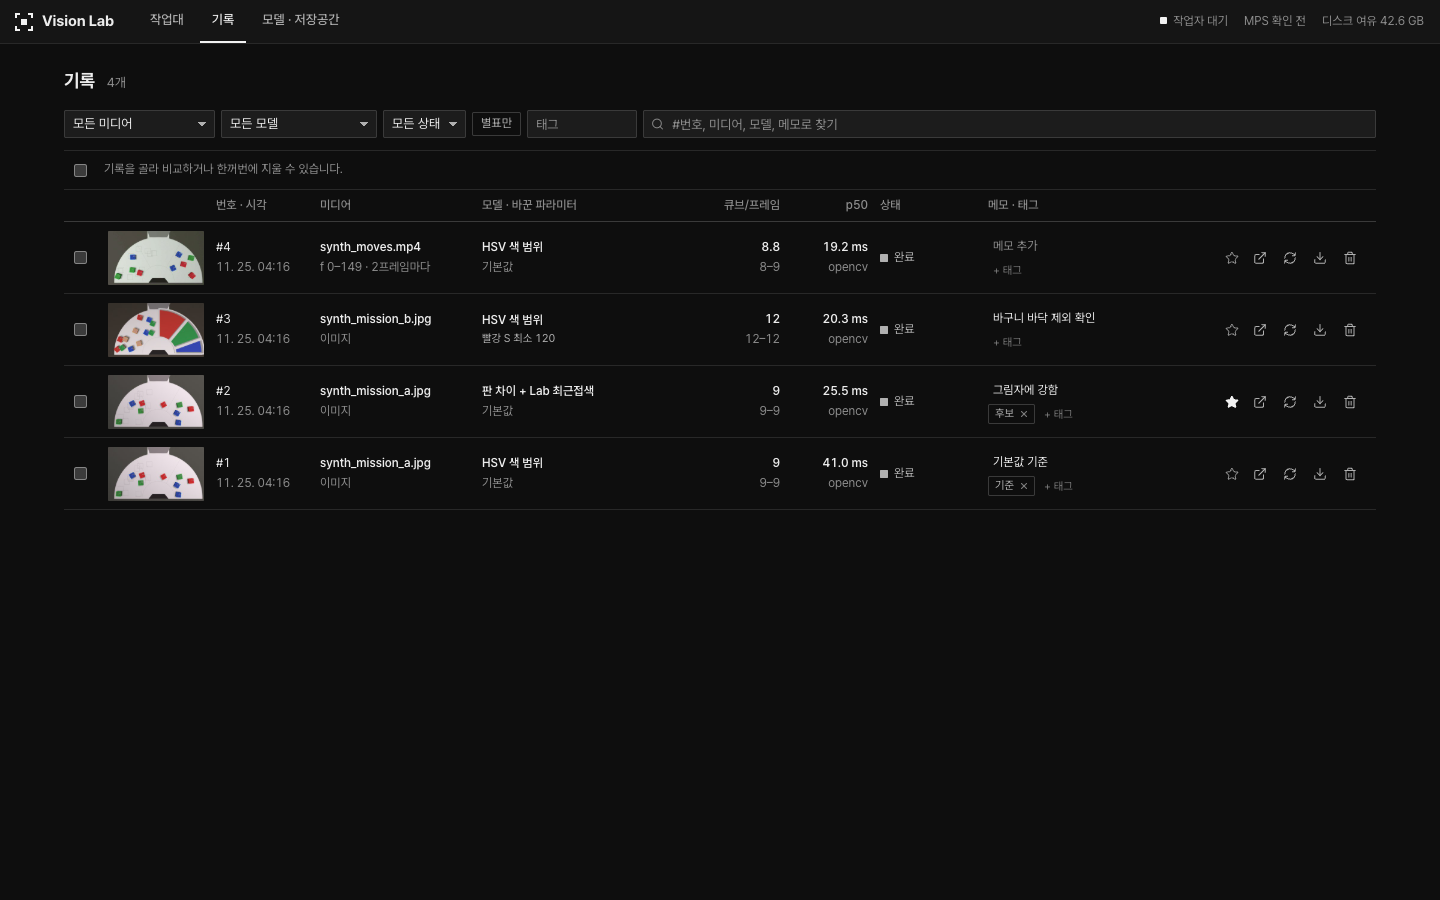 Vision Lab 작업대 기록 모델 · 저장공간 작업자 대기 MPS 확인 전 디스크 여유 42.6 GB
기록 4개
모든 미디어 모든 모델 모든 상태 별표만 태그 #번호, 미디어, 모델, 메모로 찾기
기록을 골라 비교하거나 한꺼번에 지울 수 있습니다.
번호 · 시각 미디어 모델 · 바꾼 파라미터 큐브/프레임 p50 상태 메모 · 태그
#4 synth_moves.mp4 HSV 색 범위 8.8 19.2 ms 완료 메모 추가
11. 25. 04:16 f 0–149 · 2프레임마다 기본값 8–9 opencv + 태그
#3 synth_mission_b.jpg HSV 색 범위 12 20.3 ms 완료 바구니 바닥 제외 확인
11. 25. 04:16 이미지 빨강 S 최소 120 12–12 opencv + 태그
#2 synth_mission_a.jpg 판 차이 + Lab 최근접색 9 25.5 ms 완료 그림자에 강함
11. 25. 04:16 이미지 기본값 9–9 opencv 후보 × + 태그
#1 synth_mission_a.jpg HSV 색 범위 9 41.0 ms 완료 기본값 기준
11. 25. 04:16 이미지 기본값 9–9 opencv 기준 × + 태그